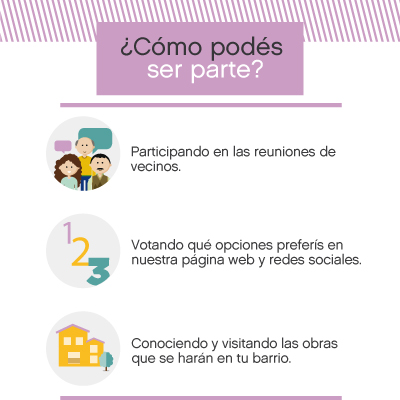 ¿Cómo podés
ser parte?
Participando en las reuniones de
vecinos.
1
2
3
Votando qué opciones preferís en
nuestra página web y redes sociales.
Conociendo y visitando las obras
que se harán en tu barrio.